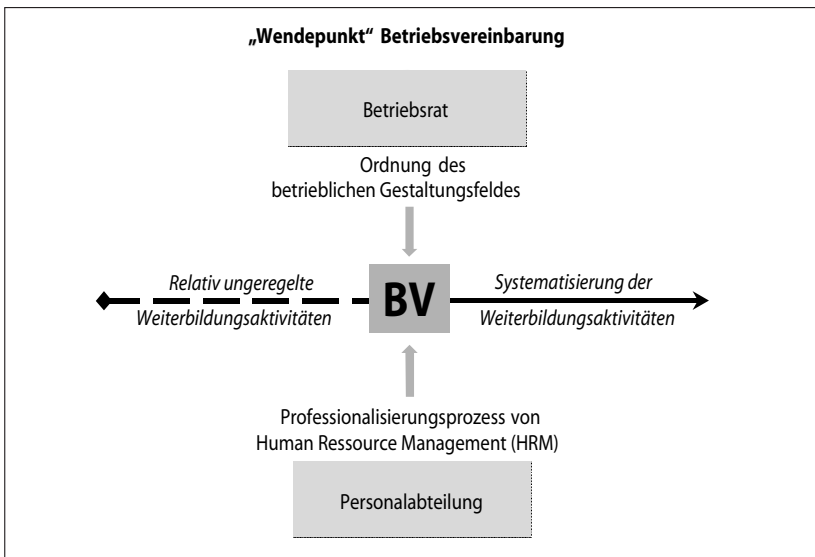 „Wendepunkt“ Betriebsvereinbarung
Betriebsrat
Ordnung des
betrieblichen Gestaltungsfeldes
Relativ ungeregelte
Weiterbildungsaktivitäten
BV
Systematisierung der
Weiterbildungsaktivitäten
Professionalisierungsprozess von
Human Ressource Management (HRM)
Personalabteilung